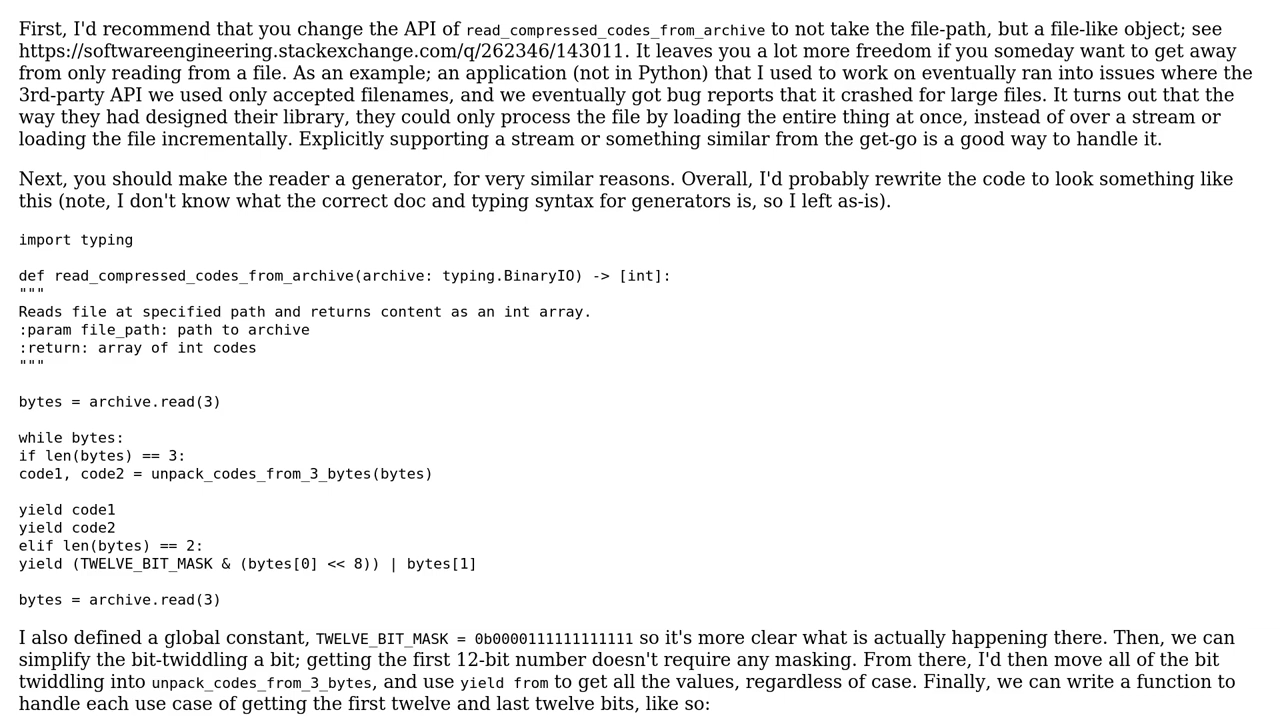 First, I'd recommend that you change the API of read_compressed_codes_from_archive to not take the file-path, but a file-like object; see
https://softwareengineering.stackexchange.com/q/262346/143011. It leaves you a lot more freedom if you someday want to get away
from only reading from a file. As an example; an application (not in Python) that I used to work on eventually ran into issues where the
3rd-party API we used only accepted filenames, and we eventually got bug reports that it crashed for large files. It turns out that the
way they had designed their library, they could only process the file by loading the entire thing at once, instead of over a stream or
loading the file incrementally. Explicitly supporting a stream or something similar from the get-go is a good way to handle it.
Next, you should make the reader a generator, for very similar reasons. Overall, I'd probably rewrite the code to look something like
this (note, I don't know what the correct doc and typing syntax for generators is, so I left as-is).
import typing
def read_compressed_codes_from_archive(archive: typing.BinaryIO) -> [int]:
"""
Reads file at specified path and returns content as an int array.
:param file_path: path to archive
:return: array of int codes
"""
bytes = archive.read(3)
while bytes:
if len(bytes) == 3:
code1, code2 = unpack_codes_from_3_bytes(bytes)
yield code1
yield code2
elif len(bytes) == 2:
yield (TWELVE_BIT_MASK & (bytes[0] << 8)) | bytes[1]
bytes = archive.read(3)
I also defined a global constant, TWELVE_BIT_MASK = 0b0000111111111111 so it's more clear what is actually happening there. Then, we can
simplify the bit-twiddling a bit; getting the first 12-bit number doesn't require any masking. From there, I'd then move all of the bit
twiddling into unpack_codes_from_3_bytes, and use yield from to get all the values, regardless of case. Finally, we can write a function to
handle each use case of getting the first twelve and last twelve bits, like so: